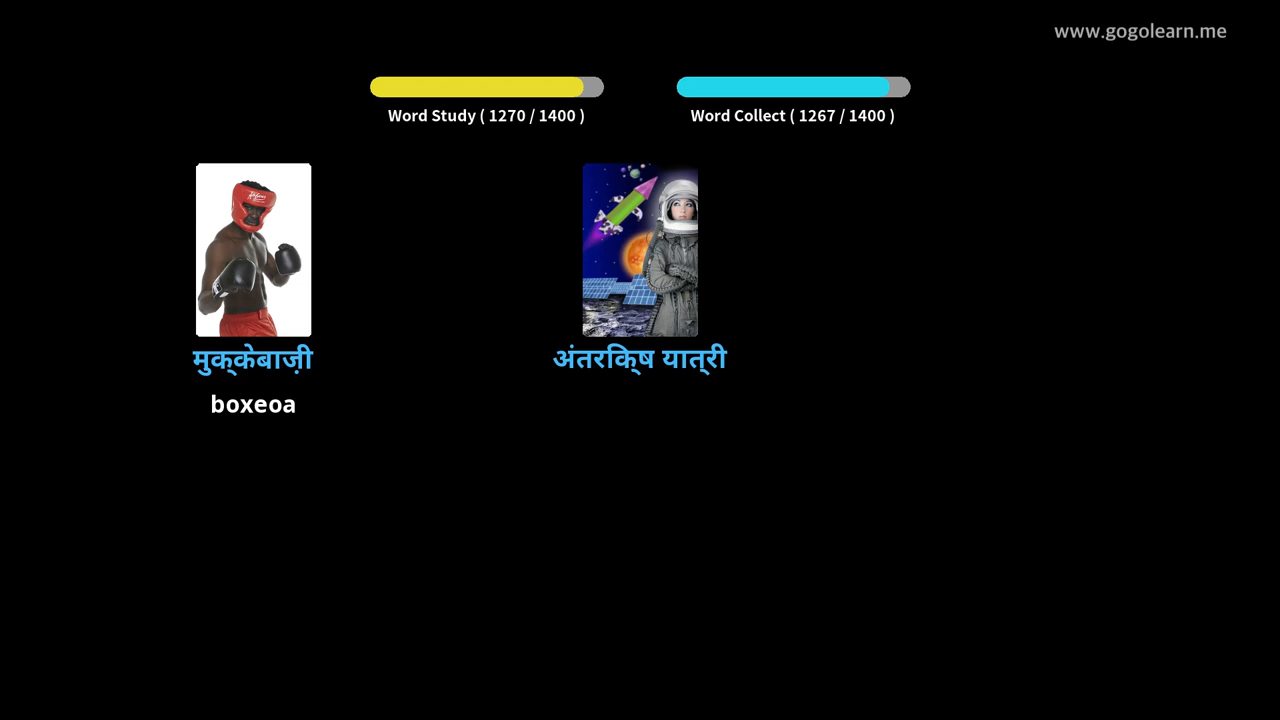 www.gogolearn.me
Word Study ( 1270 / 1400 )
Word Collect ( 1267 / 1400 )
मुक्केबाज़ी
अंतरिक्ष यात्री
boxeoa